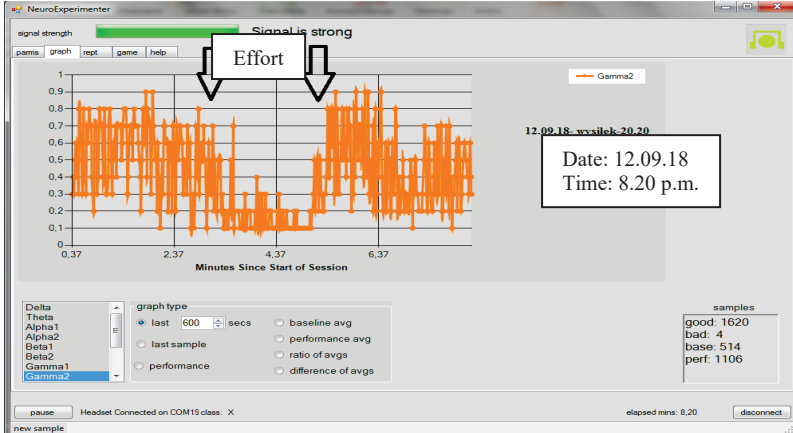 NeuroExperimenter
signal strength
Signal is strong
parms graph rept game help
Effort
Gamma2
1
0.9
0.8
0.7
0.6
0.5
0.4
0.3
0.2
0.1
0
0.37 2.37 4.37 6.37
Minutes Since Start of Session
12.09.18- wysilek-20.20
Date: 12.09.18
Time: 8.20 p.m.
Delta
Theta
Alpha1
Alpha2
Beta1
Beta2
Gamma1
Gamma2
graph type
last 600 secs
last sample
performance
baseline avg
performance avg
ratio of avgs
difference of avgs
samples
good: 1620
bad: 4
base: 514
perf: 1106
pause
Headset Connected on COM19 class: X
elapsed mins: 8,20
disconnect
new sample